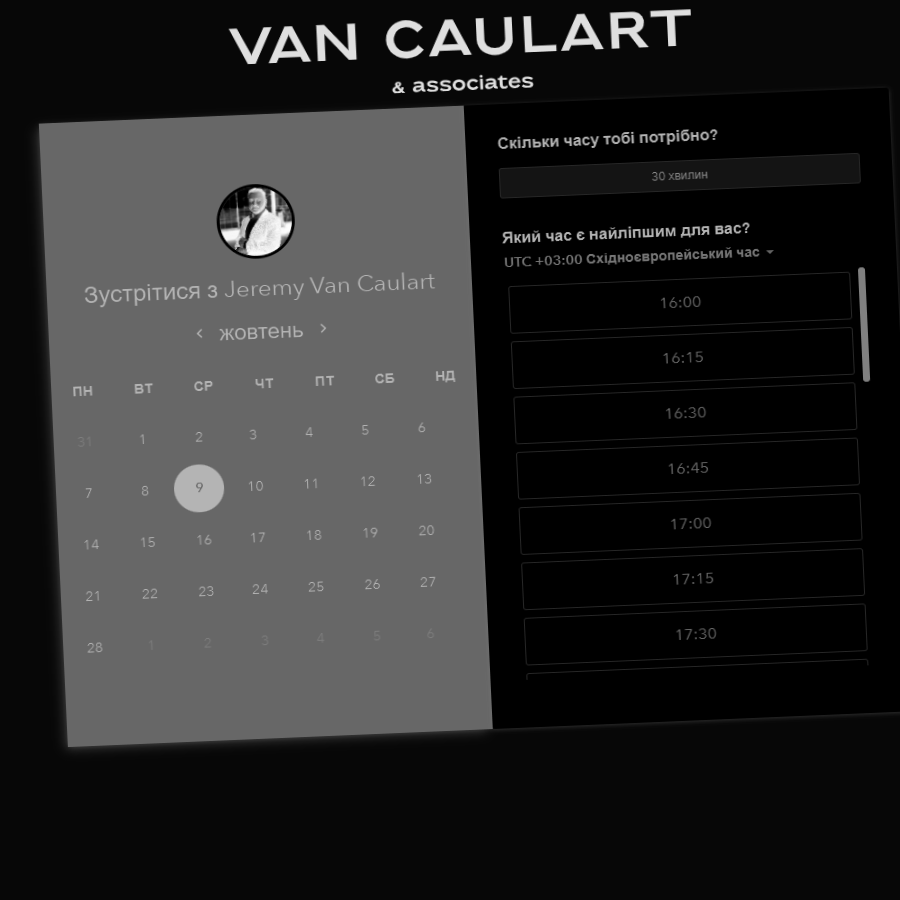 VAN CAULART
& associates
Зустрітися з Jeremy Van Caulart
‹ жовтень ›
ПН ВТ СР ЧТ ПТ СБ НД
31 1 2 3 4 5 6
7 8 9 10 11 12 13
14 15 16 17 18 19 20
21 22 23 24 25 26 27
28 1 2 3 4 5 6
Скільки часу тобі потрібно?
30 хвилин
Який час є найліпшим для вас?
UTC +03:00 Східноєвропейський час
16:00
16:15
16:30
16:45
17:00
17:15
17:30